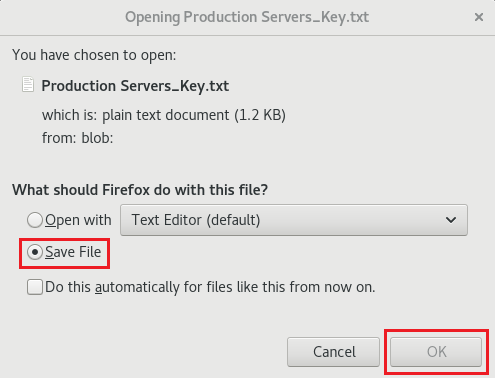 Opening Production Servers_Key.txt
You have chosen to open:
Production Servers_Key.txt
which is: plain text document (1.2 KB)
from: blob:
What should Firefox do with this file?
Open with Text Editor (default)
Save File
Do this automatically for files like this from now on.
Cancel OK